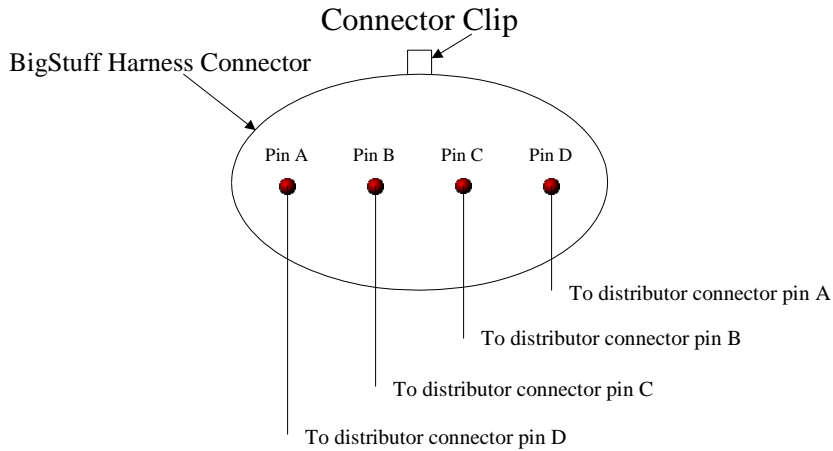 Connector Clip
BigStuff Harness Connector
Pin A
Pin B
Pin C
Pin D
To distributor connector pin A
To distributor connector pin B
To distributor connector pin C
To distributor connector pin D